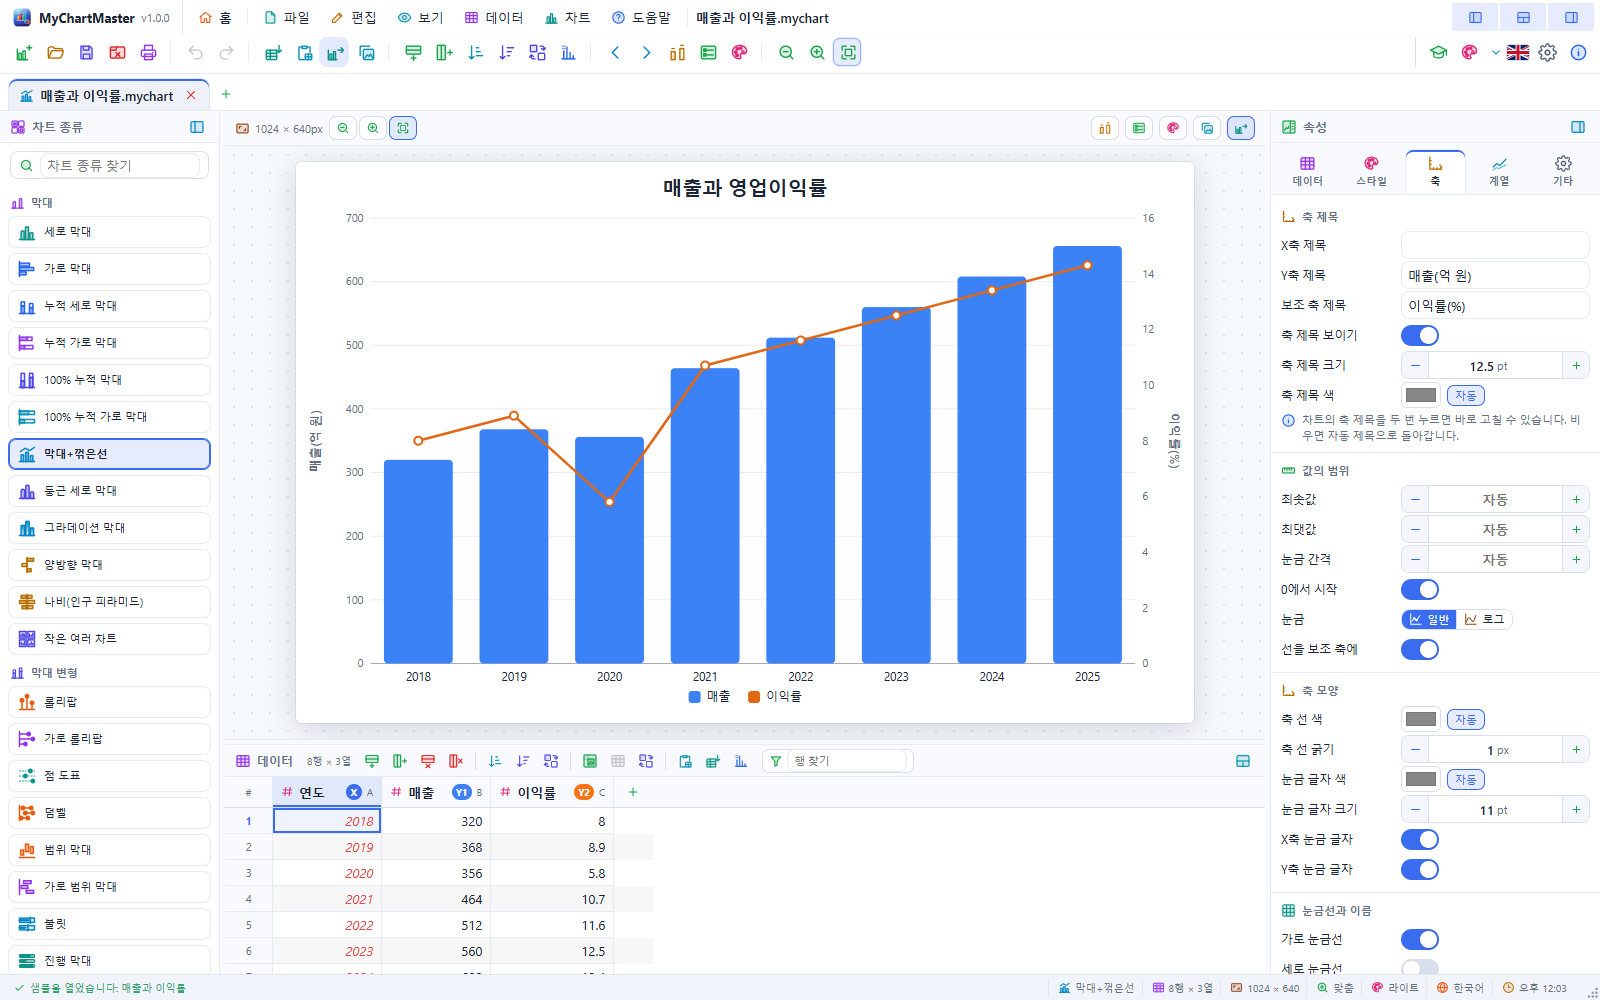 MyChartMaster v1.0.0 홈 파일 편집 보기 데이터 차트 도움말 매출과 이익률.mychart
매출과 이익률.mychart
차트 종류
차트 종류 찾기
막대
세로 막대
가로 막대
누적 세로 막대
누적 가로 막대
100% 누적 막대
100% 누적 가로 막대
막대+꺾은선
둥근 세로 막대
그라데이션 막대
양방향 막대
나비(인구 피라미드)
작은 여러 차트
막대 변형
롤리팝
가로 롤리팝
점 도표
덤벨
범위 막대
가로 범위 막대
불릿
진행 막대
1024 × 640px
매출과 영업이익률
700
600
500
400
300
200
100
0
매출(억 원)
16
14
12
10
8
6
4
2
0
이익률(%)
2018 2019 2020 2021 2022 2023 2024 2025
매출 이익률
데이터 8행 × 3열 행 찾기
# # 연도 X A # 매출 Y1 B # 이익률 Y2 C
1 2018 320 8
2 2019 368 8.9
3 2020 356 5.8
4 2021 464 10.7
5 2022 512 11.6
6 2023 560 12.5
속성
데이터 스타일 축 계열 기타
축 제목
X축 제목
Y축 제목 매출(억 원)
보조 축 제목 이익률(%)
축 제목 보이기
축 제목 크기 12.5 pt
축 제목 색 자동
차트의 축 제목을 두 번 누르면 바로 고칠 수 있습니다. 비
우면 자동 제목으로 돌아갑니다.
값의 범위
최솟값 자동
최댓값 자동
눈금 간격 자동
0에서 시작
눈금 일반 로그
선을 보조 축에
축 모양
축 선 색 자동
축 선 굵기 1 px
눈금 글자 색 자동
눈금 글자 크기 11 pt
X축 눈금 글자
Y축 눈금 글자
눈금선과 이름
가로 눈금선
세로 눈금선
샘플을 열었습니다: 매출과 이익률
막대+꺾은선 8행 × 3열 1024 × 640 맞춤 라이트 한국어 오후 12:03